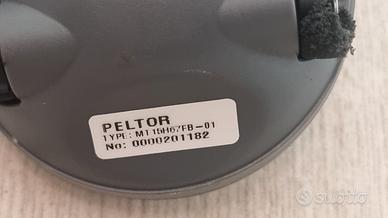 PELTOR
TYPE: MT15H67FB-01
No: 0000201182
subito